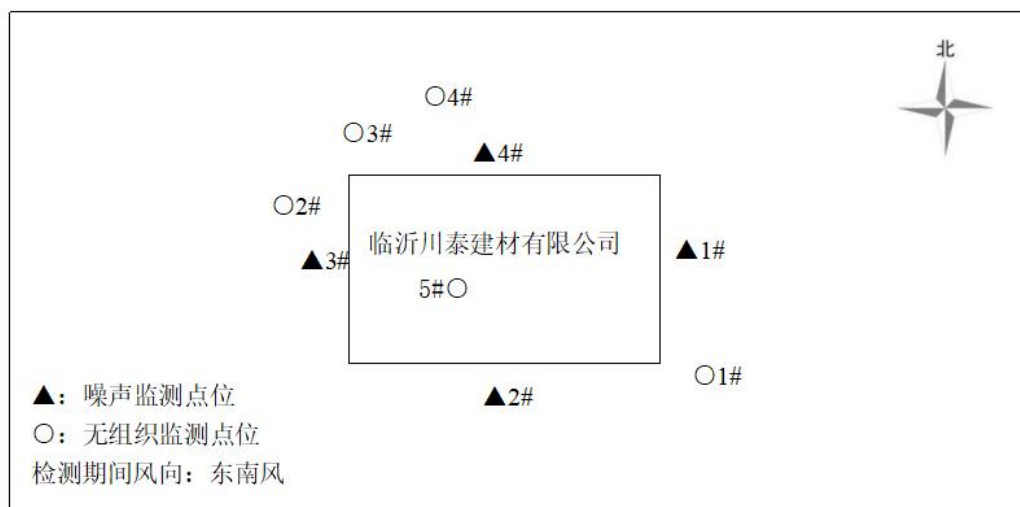 北
○4#
○3#
▲4#
○2#
临沂川泰建材有限公司
▲1#
▲3#
5#○
○1#
▲：噪声监测点位
▲2#
○：无组织监测点位
检测期间风向：东南风